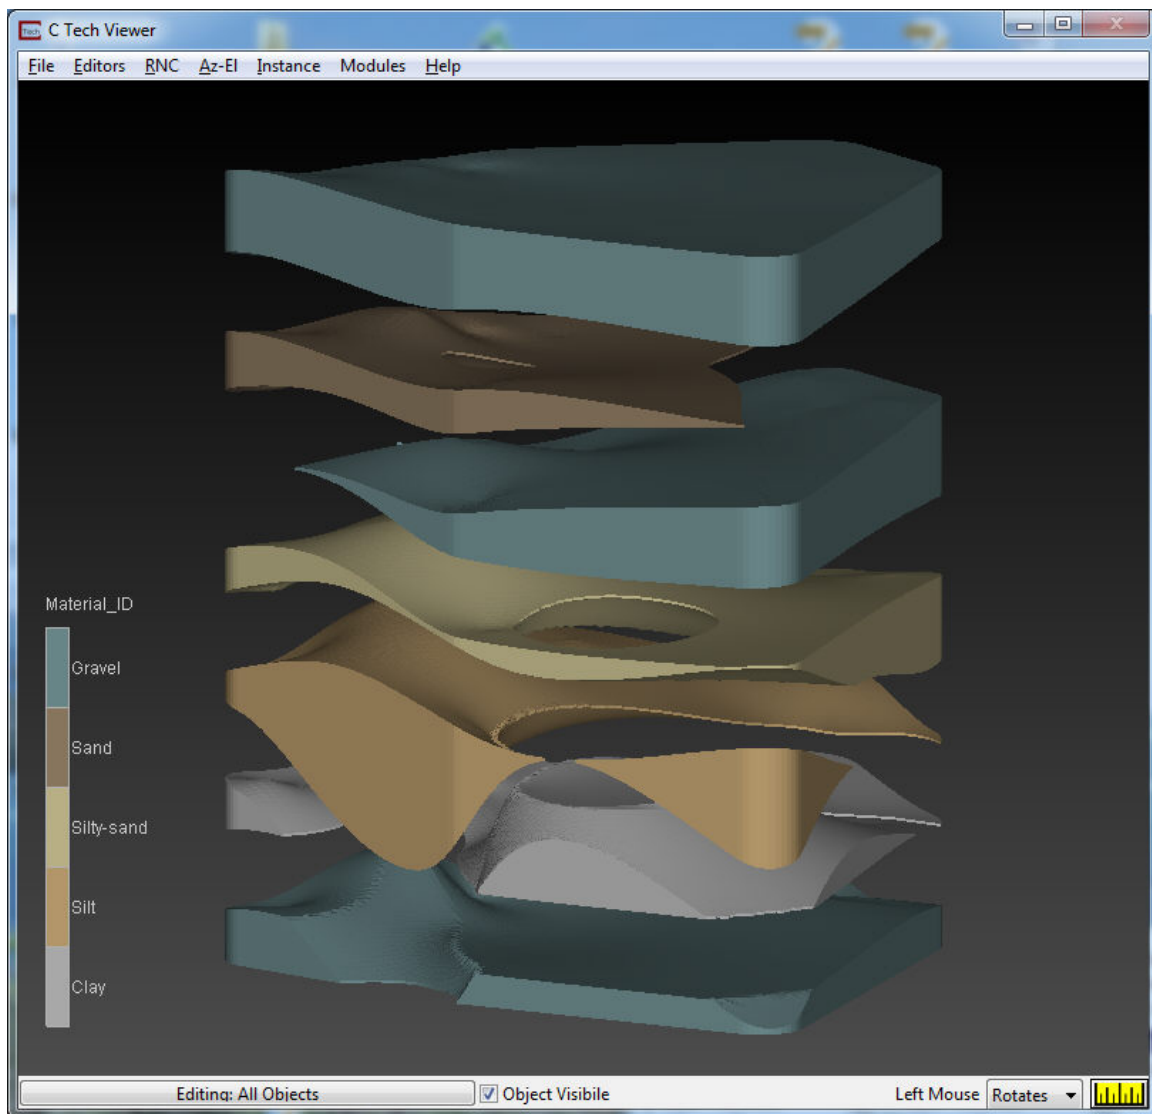 Tech C Tech Viewer
File Editors RNC Az-El Instance Modules Help
Material_ID
Gravel
Sand
Silty-sand
Silt
Clay
Editing: All Objects Object Visibile Left Mouse Rotates